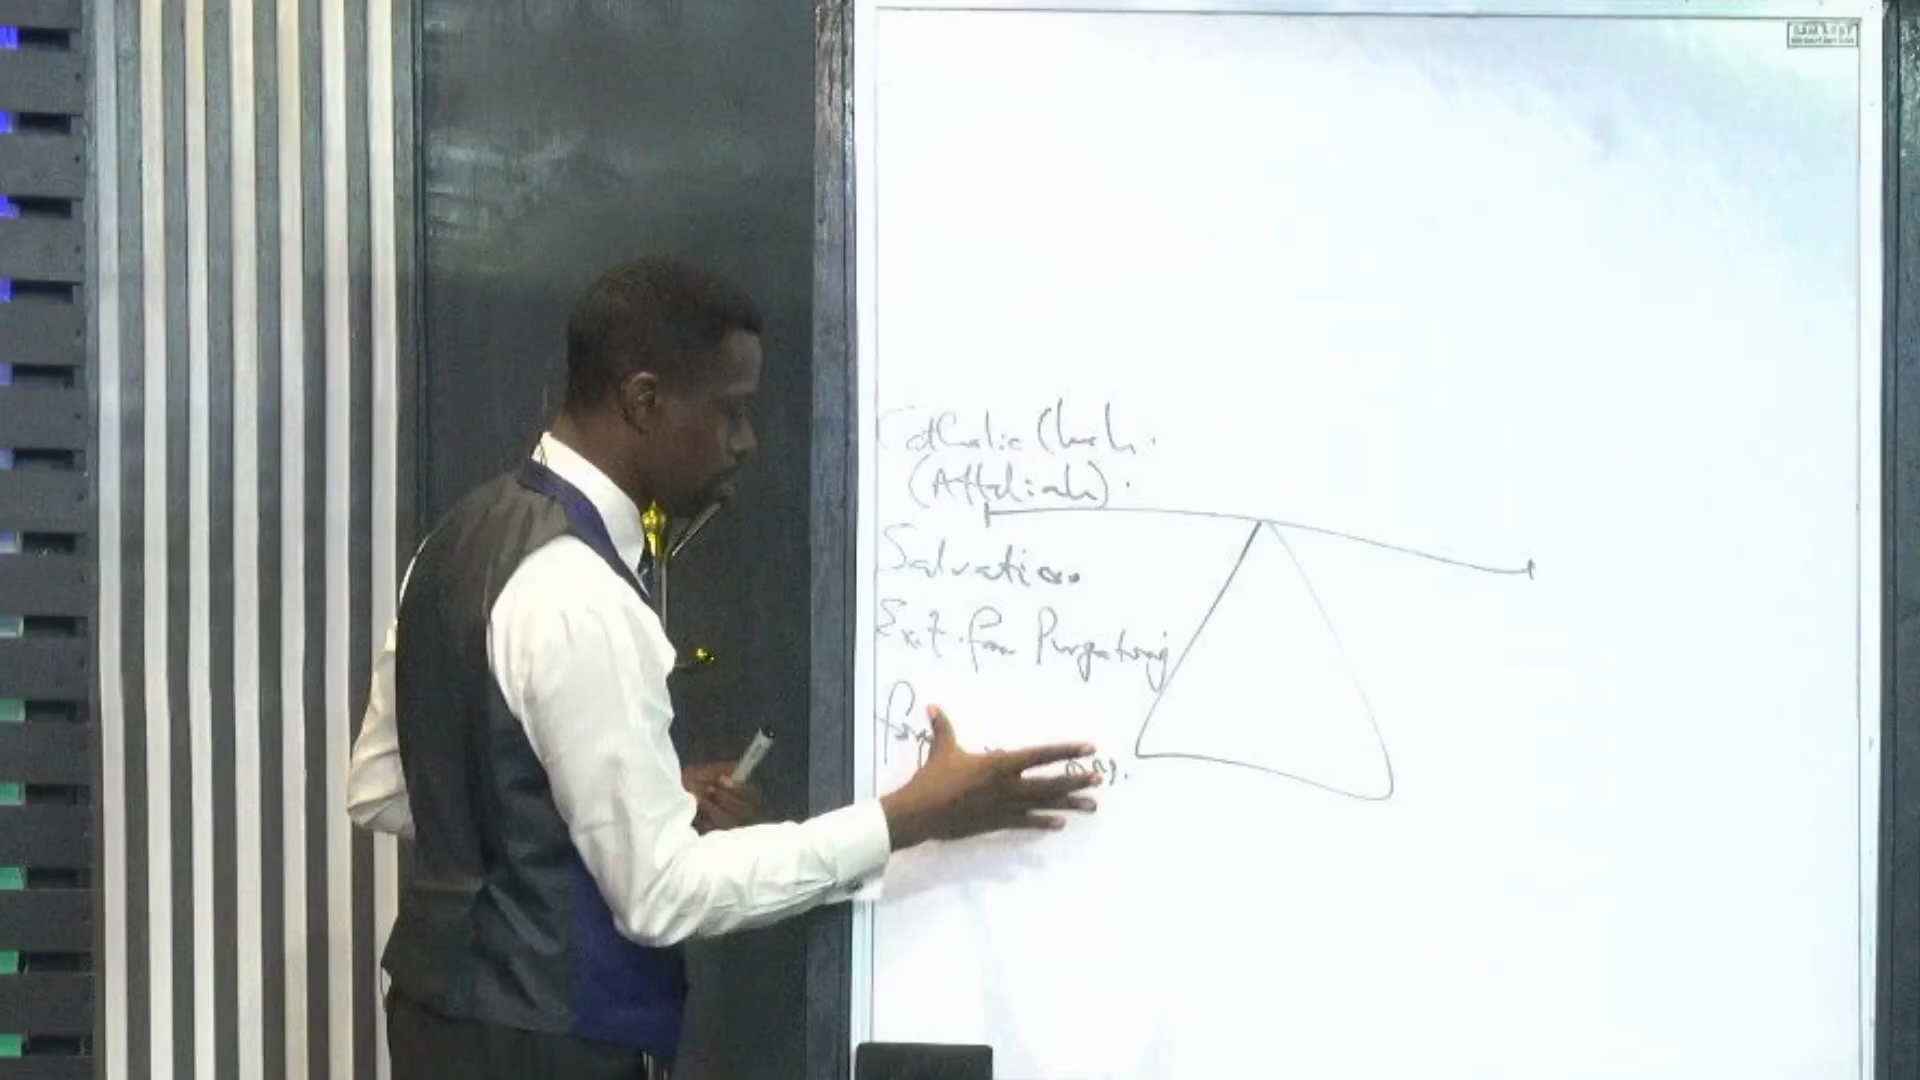 Catholic Church.
(Affiliate).
Salvation.
Exit from Purgatory